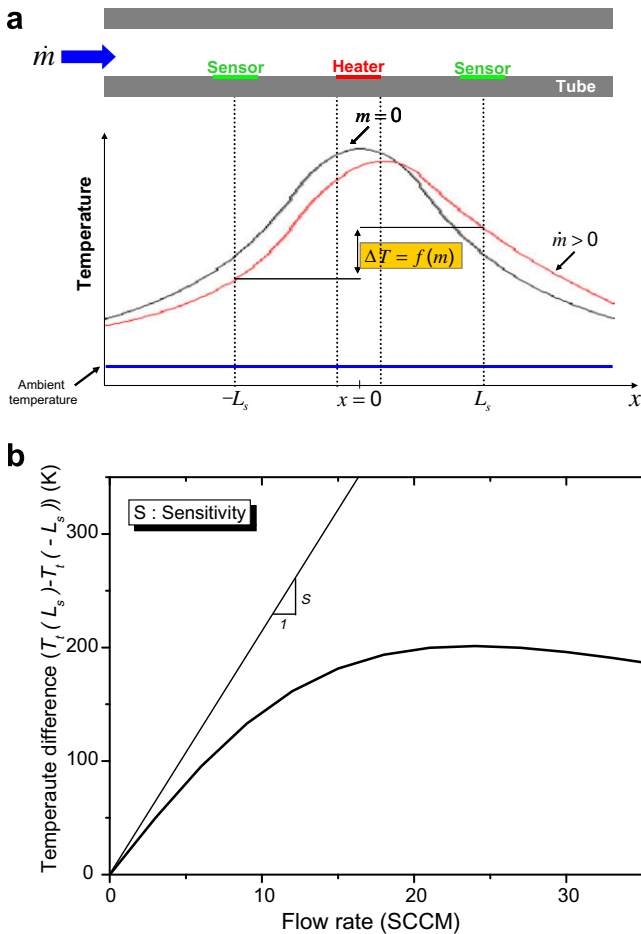 a
ṁ
Sensor
Heater
Sensor
Tube
m = 0
Temperature
ΔT = f(m)
ṁ > 0
Ambient
temperature
−Lₛ
x = 0
Lₛ
x
b
S : Sensitivity
Temperaute difference (Tₜ(Lₛ)-Tₜ(-Lₛ)) (K)
300
200
100
0
S
1
0
10
20
30
Flow rate (SCCM)